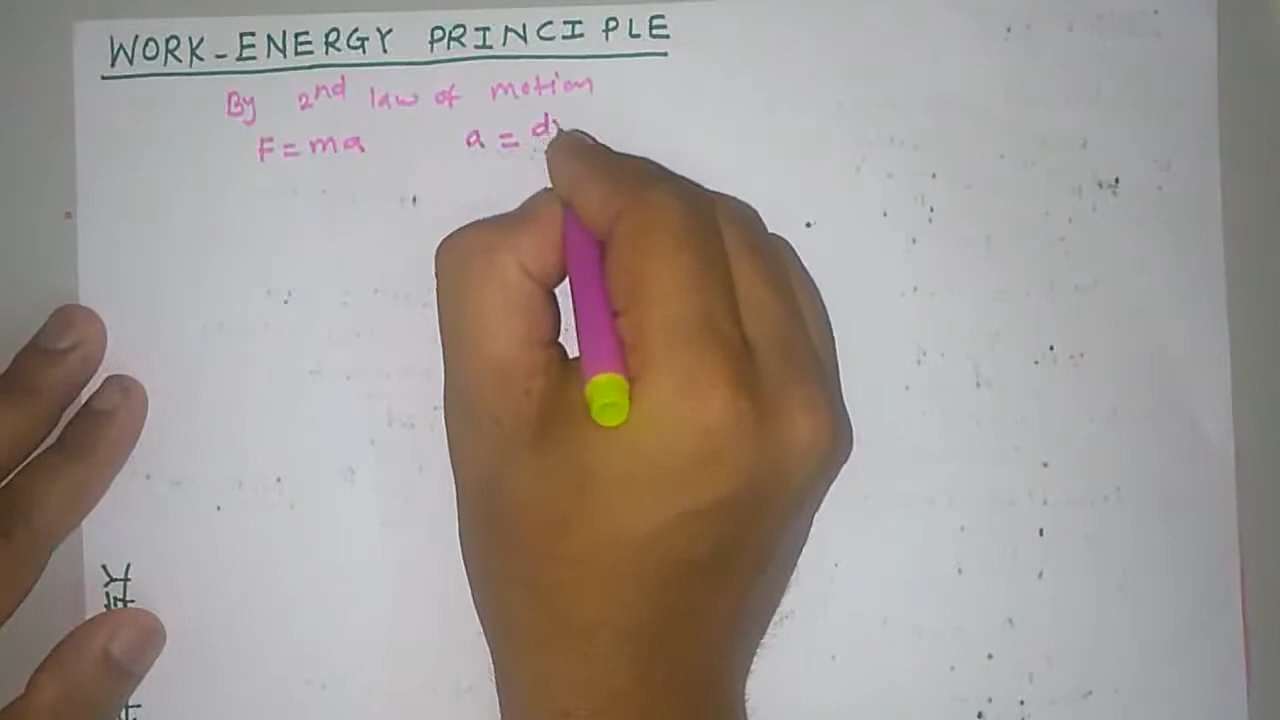 WORK-ENERGY PRINCIPLE
By 2nd law of motion
F = ma a = d